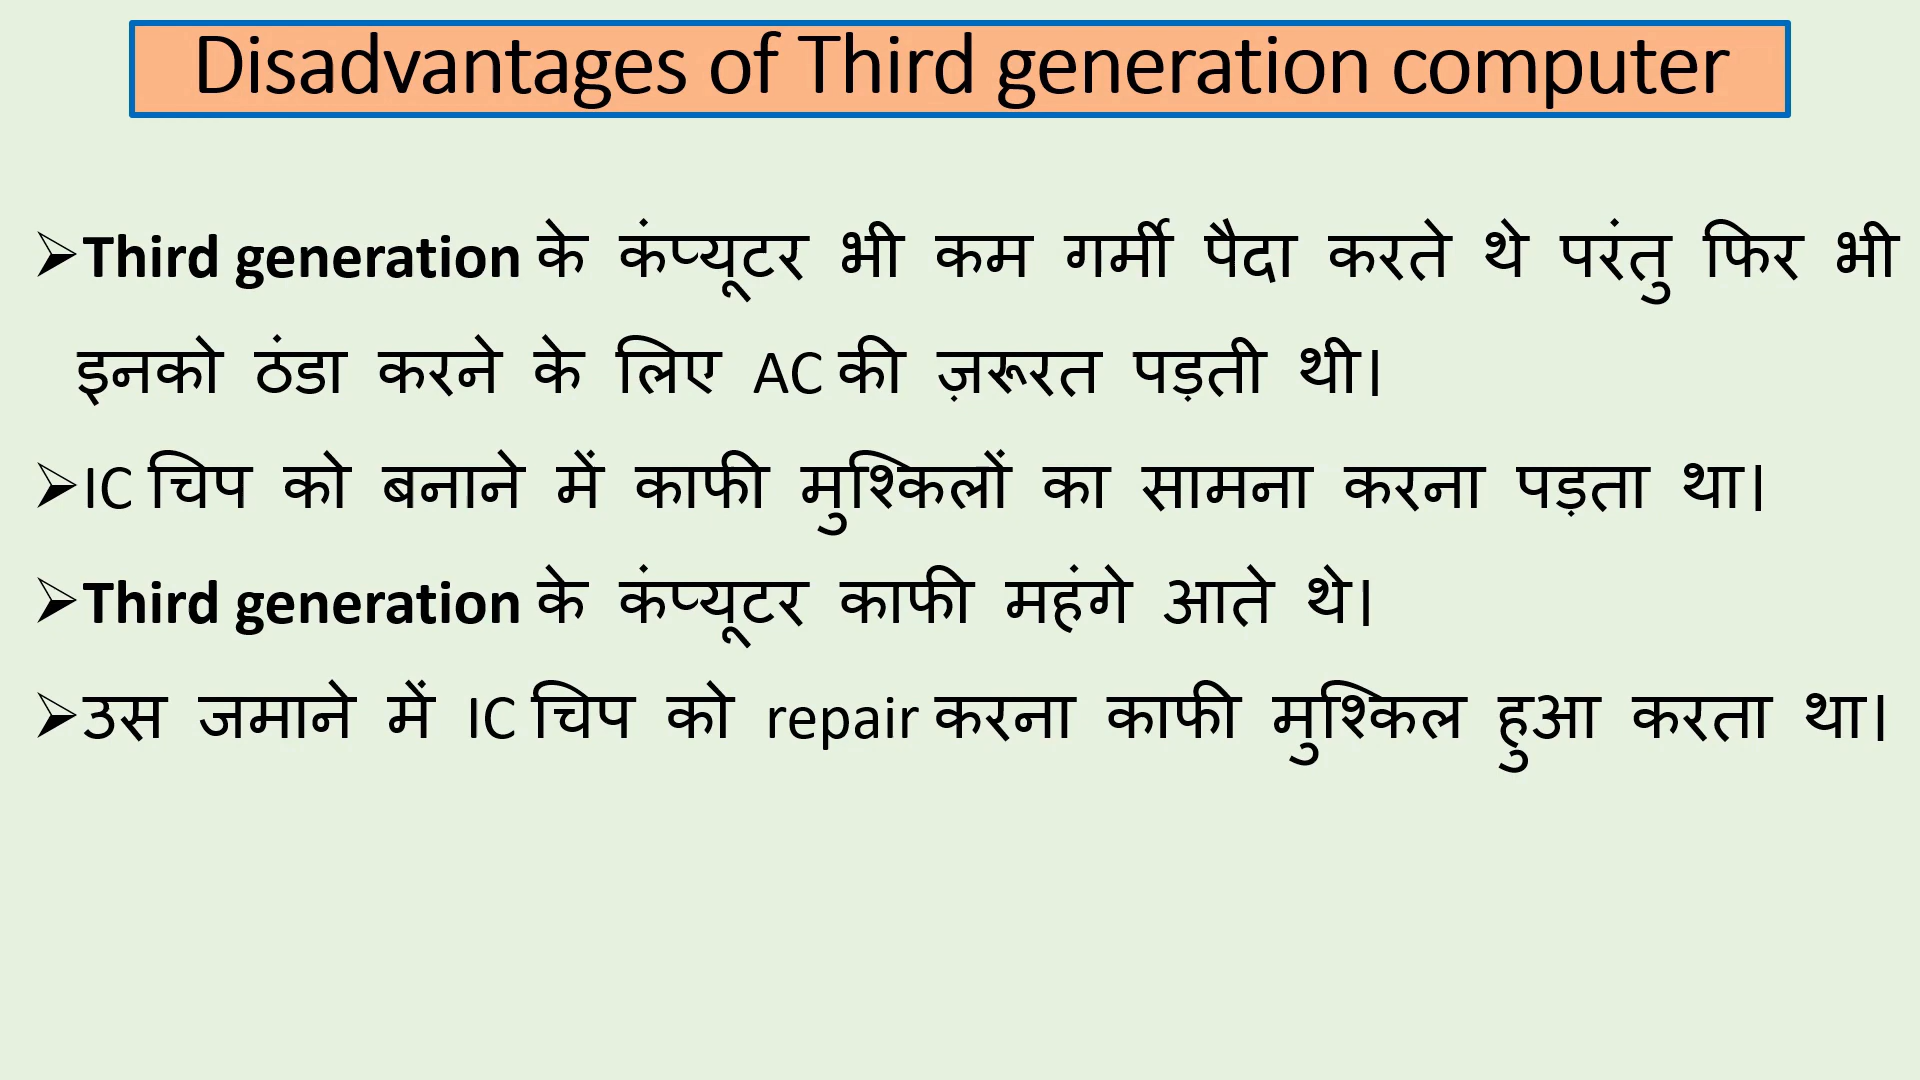 Disadvantages of Third generation computer
➢Third generation के कंप्यूटर भी कम गर्मी पैदा करते थे परंतु फिर भी
इनको ठंडा करने के लिए AC की ज़रूरत पड़ती थी।
➢IC चिप को बनाने में काफी मुश्किलों का सामना करना पड़ता था।
➢Third generation के कंप्यूटर काफी महंगे आते थे।
➢उस जमाने में IC चिप को repair करना काफी मुश्किल हुआ करता था।